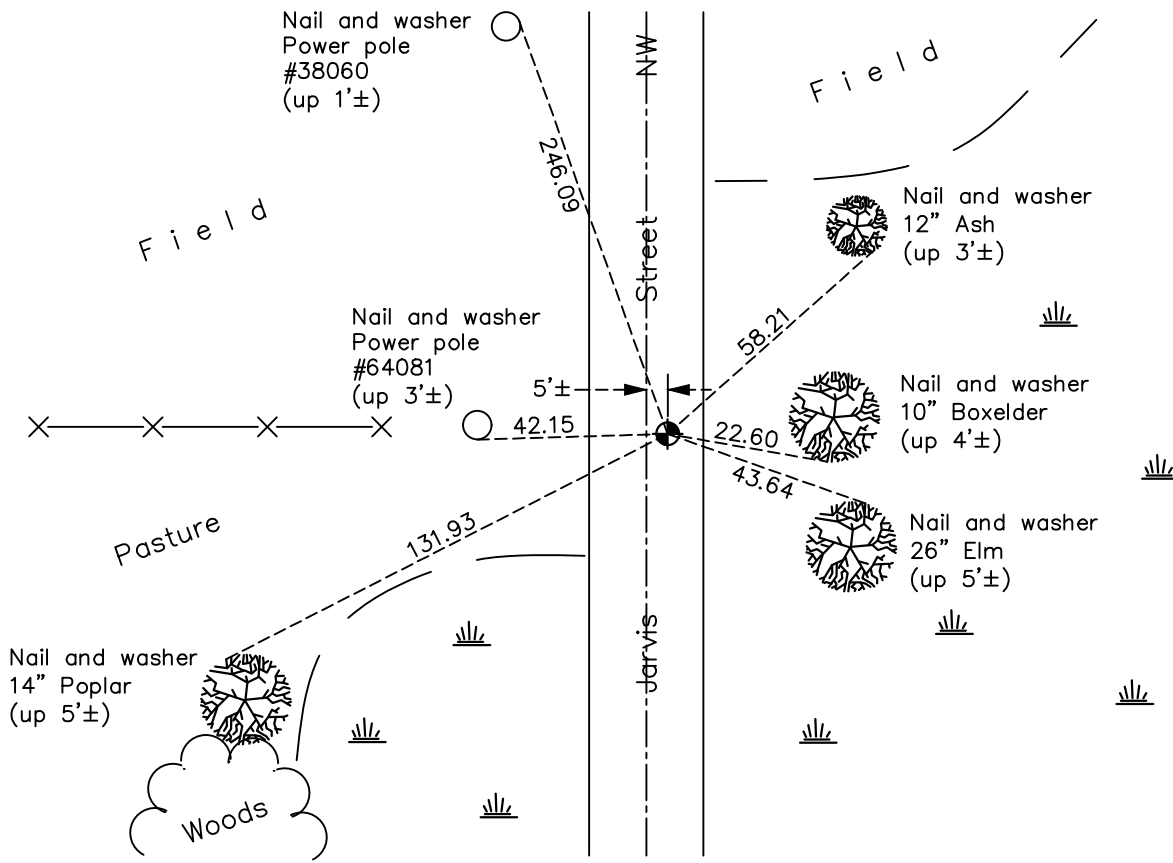 Nail and washer
Power pole
#38060
(up 1'±)
246.09
NW
Street
Jarvis
Field
Nail and washer
12" Ash
(up 3'±)
Field
58.21
Nail and washer
Power pole
#64081
(up 3'±)
5'±
42.15
22.60
Nail and washer
10" Boxelder
(up 4'±)
43.64
Nail and washer
26" Elm
(up 5'±)
Pasture
131.93
Nail and washer
14" Poplar
(up 5'±)
Woods